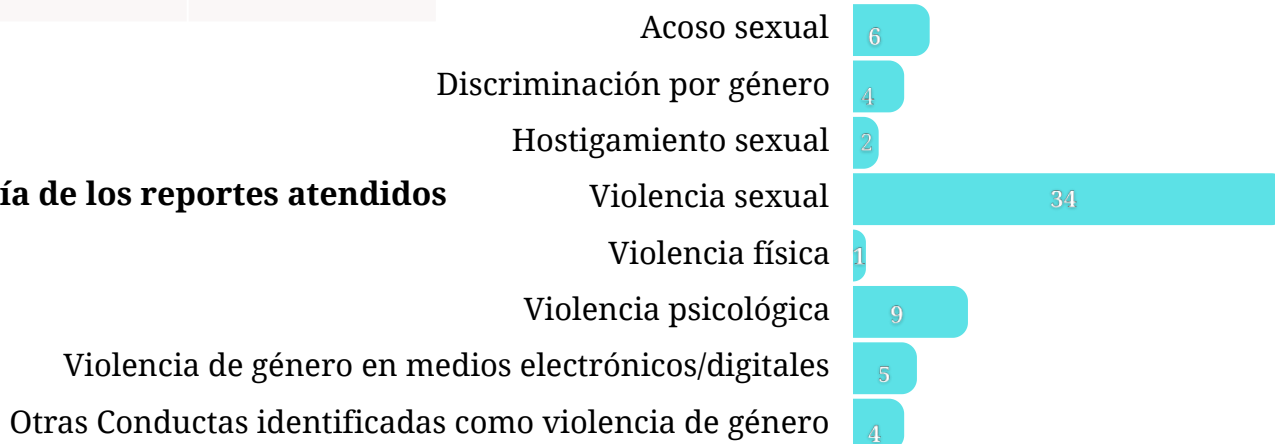 Acoso sexual 6
Discriminación por género 4
Hostigamiento sexual 2
ía de los reportes atendidos
Violencia sexual 34
Violencia física 1
Violencia psicológica 9
Violencia de género en medios electrónicos/digitales 5
Otras Conductas identificadas como violencia de género 4